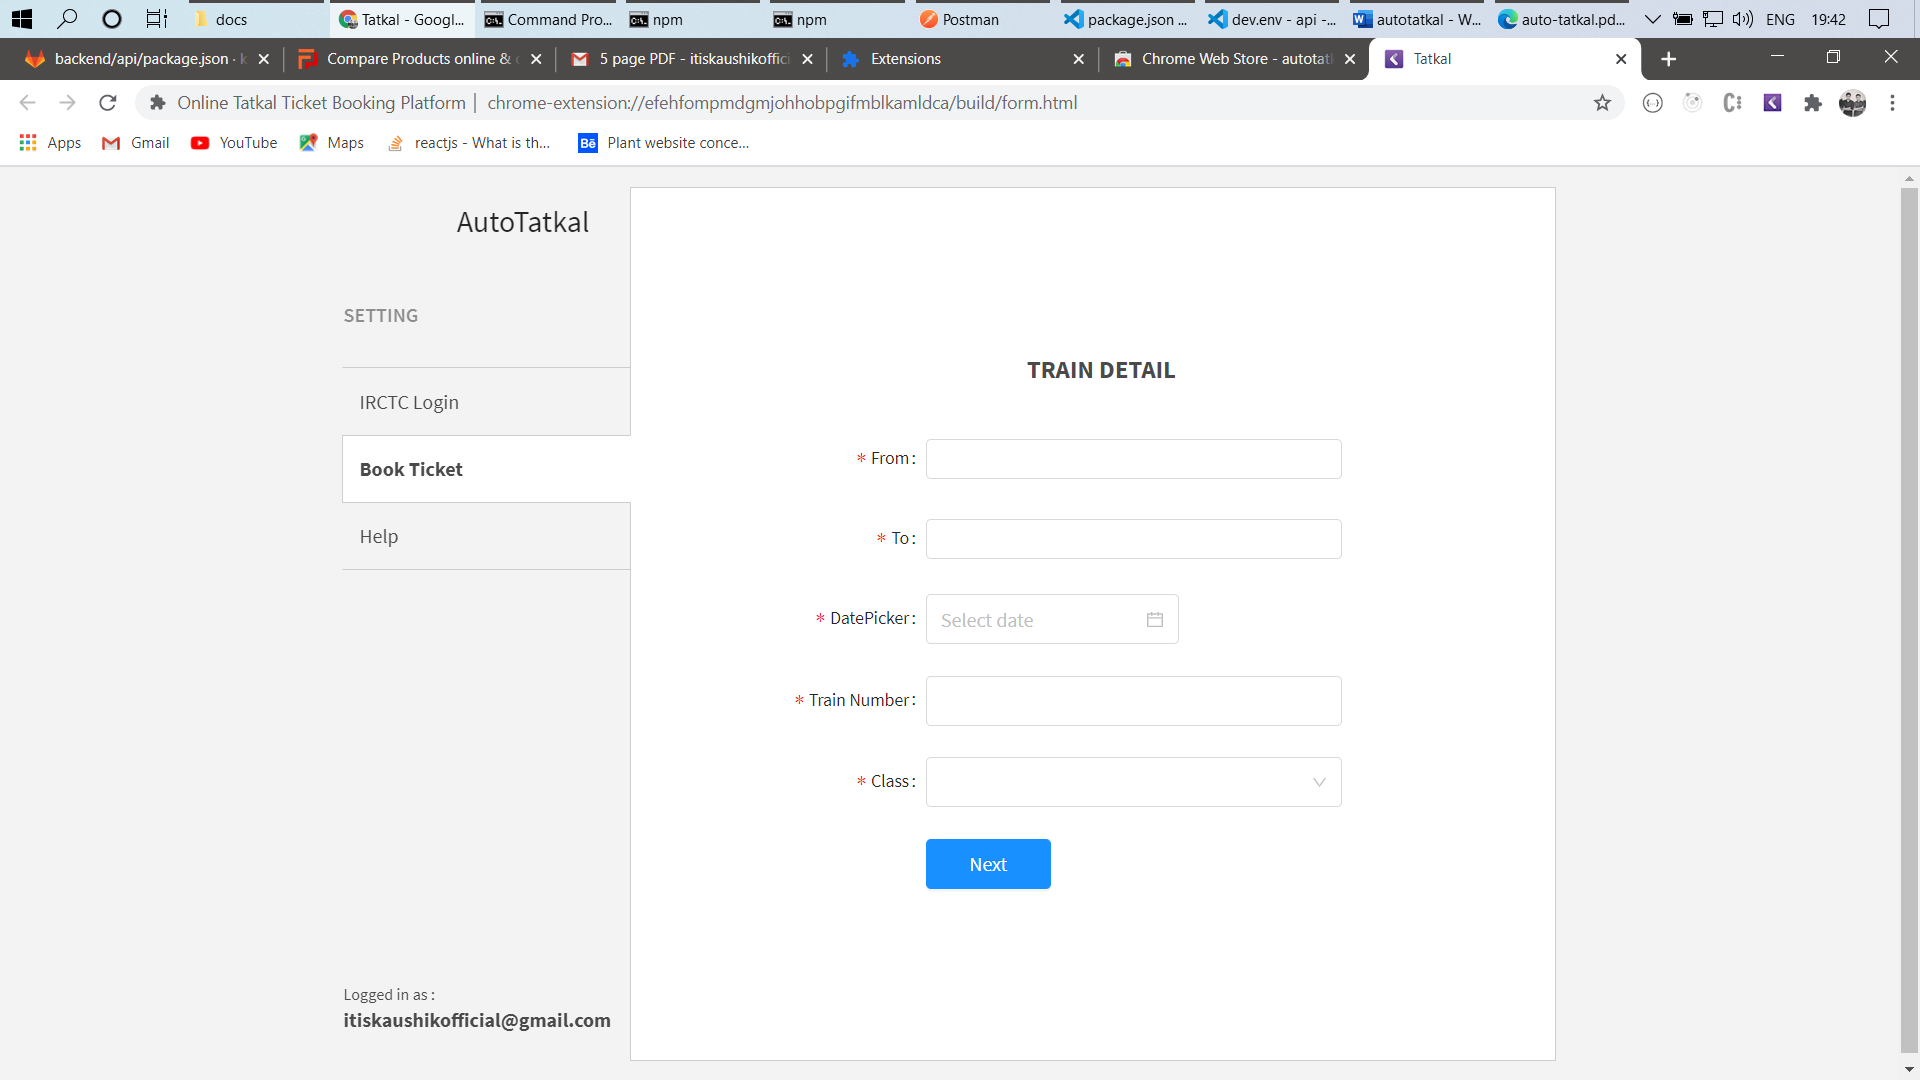 docs
Tatkal - Googl...
Command Pro...
npm
npm
Postman
package.json ...
dev.env - api -...
autotatkal - W...
auto-tatkal.pd...
ENG
19:42
backend/api/package.json · k
Compare Products online &
5 page PDF - itiskaushikoffici
Extensions
Chrome Web Store - autotat
Tatkal
Online Tatkal Ticket Booking Platform | chrome-extension://efehfompmdgmjohhobpgifmblkamldca/build/form.html
Apps
Gmail
YouTube
Maps
reactjs - What is th...
Bē
Plant website conce...
AutoTatkal
SETTING
IRCTC Login
Book Ticket
Help
TRAIN DETAIL
* From:
* To:
* DatePicker:
Select date
* Train Number:
* Class:
Next
Logged in as :
itiskaushikofficial@gmail.com